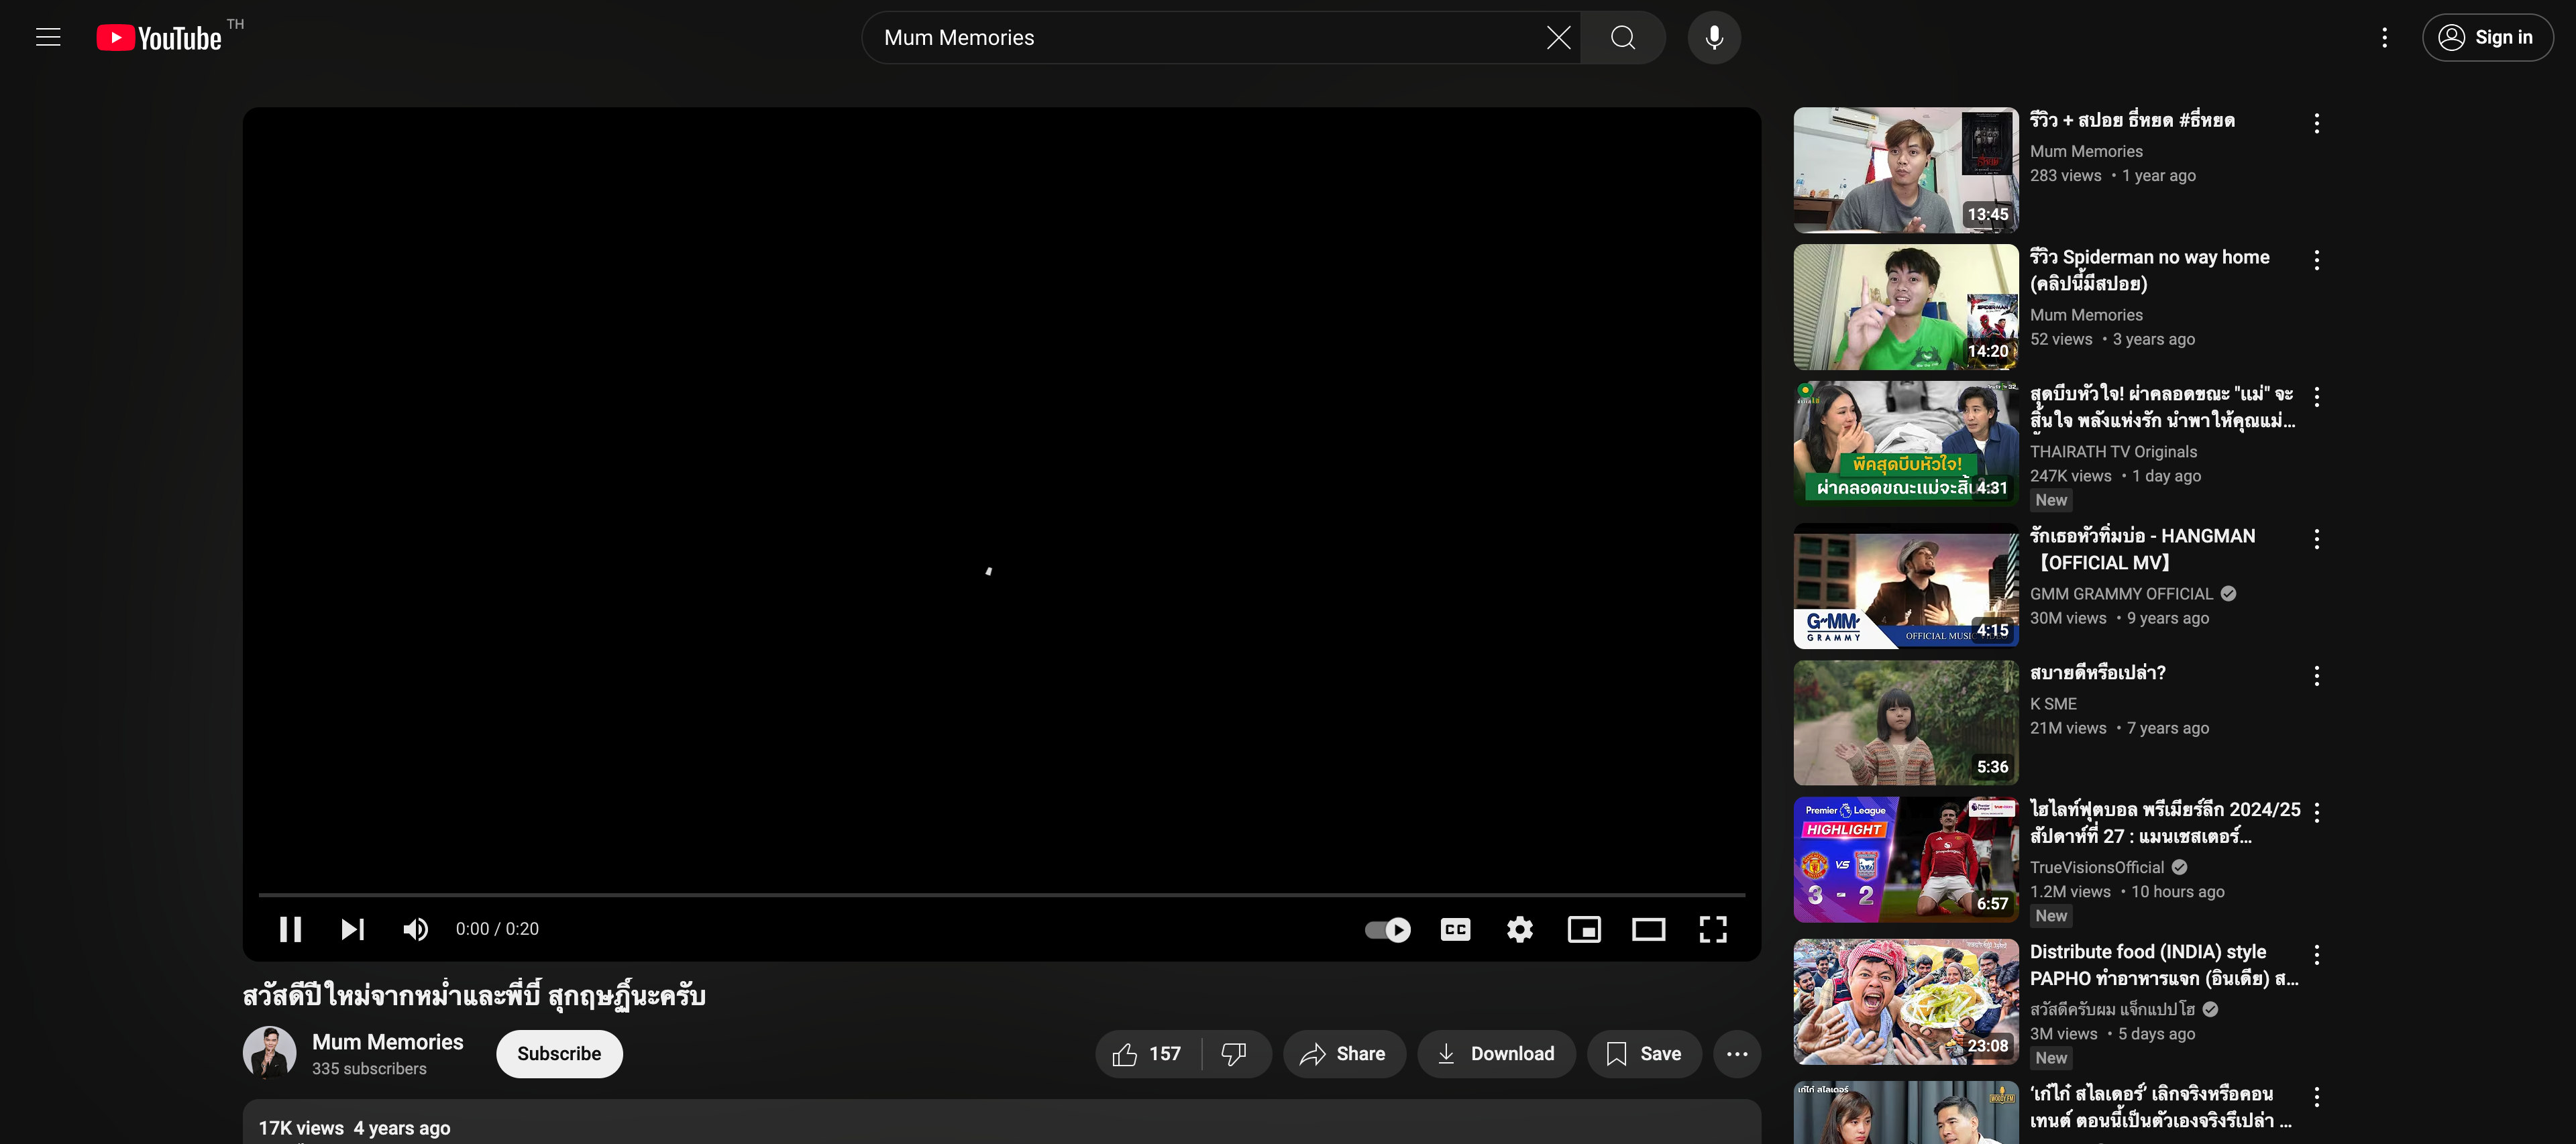 YouTube TH
Mum Memories
Sign in
0:00 / 0:20
CC
สวัสดีปีใหม่จากหม่ำและพี่บี้ สุกฤษฎิ์นะครับ
Mum Memories
335 subscribers
Subscribe
157
Share
Download
Save
17K views 4 years ago
13:45
รีวิว + สปอย ธี่หยด #ธี่หยด
Mum Memories
283 views • 1 year ago
14:20
รีวิว Spiderman no way home
(คลิปนี้มีสปอย)
Mum Memories
52 views • 3 years ago
พีคสุดบีบหัวใจ!
ผ่าคลอดขณะแม่จะสิ้น
4:31
สุดบีบหัวใจ! ผ่าคลอดขณะ "แม่" จะ
สิ้นใจ พลังแห่งรัก นำพาให้คุณแม่...
THAIRATH TV Originals
247K views • 1 day ago
New
GMM
GRAMMY
OFFICIAL MUSIC
4:15
รักเธอหัวทิ่มบ่อ - HANGMAN
【OFFICIAL MV】
GMM GRAMMY OFFICIAL
30M views • 9 years ago
5:36
สบายดีหรือเปล่า?
K SME
21M views • 7 years ago
Premier League
HIGHLIGHT
VS
3 - 2
6:57
ไฮไลท์ฟุตบอล พรีเมียร์ลีก 2024/25
สัปดาห์ที่ 27 : แมนเชสเตอร์...
TrueVisionsOfficial
1.2M views • 10 hours ago
New
23:08
Distribute food (INDIA) style
PAPHO ทำอาหารแจก (อินเดีย) ส...
สวัสดีครับผม แจ็กแปปโฮ
3M views • 5 days ago
New
เก๋ไก๋ สไลเดอร์
‘เก๋ไก๋ สไลเดอร์’ เลิกจริงหรือคอน
เทนต์ ตอนนี้เป็นตัวเองจริงรึเปล่า ...